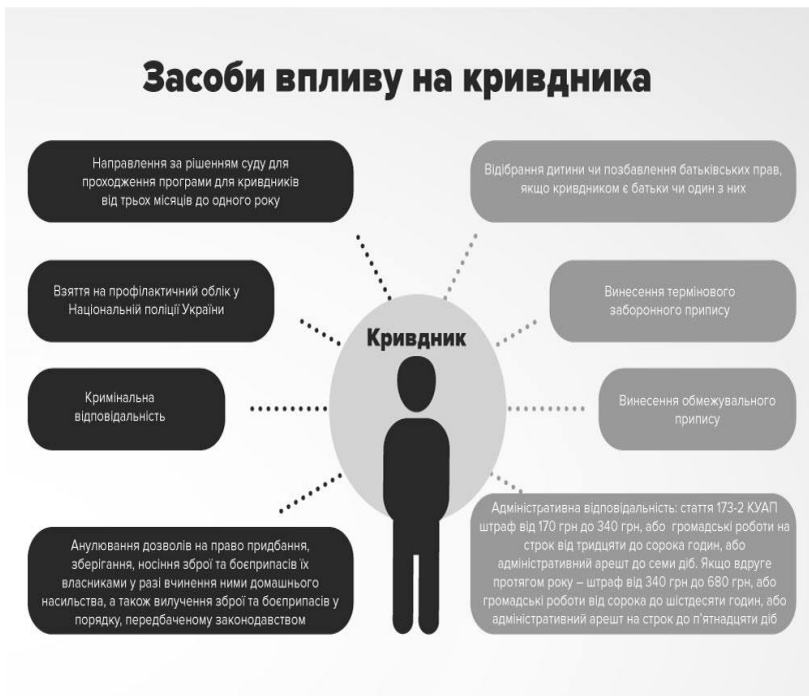 Засоби впливу на кривдника
Направлення за рішенням суду для
проходження програми для кривдників
від трьох місяців до одного року
Відібрання дитини чи позбавлення батьківських прав,
якщо кривдником є батьки чи один з них
Взяття на профілактичний облік у
Національній поліції України
Винесення термінового
заборонного припису
Кривдник
Кримінальна
відповідальність
Винесення обмежувального
припису
Анулювання дозволів на право придбання,
зберігання, носіння зброї та боєприпасів їх
власниками у разі вчинення ними домашнього
насильства, а також вилучення зброї та боєприпасів у
порядку, передбаченому законодавством
Адміністративна відповідальність: стаття 173-2 КУАП
штраф від 170 грн до 340 грн, або громадські роботи на
строк від тридцяти до сорока годин, або
адміністративний арешт до семи діб. Якщо вдруге
протягом року – штраф від 340 грн до 680 грн, або
громадські роботи від сорока до шістдесяти годин, або
адміністративний арешт на строк до п'ятнадцяти діб